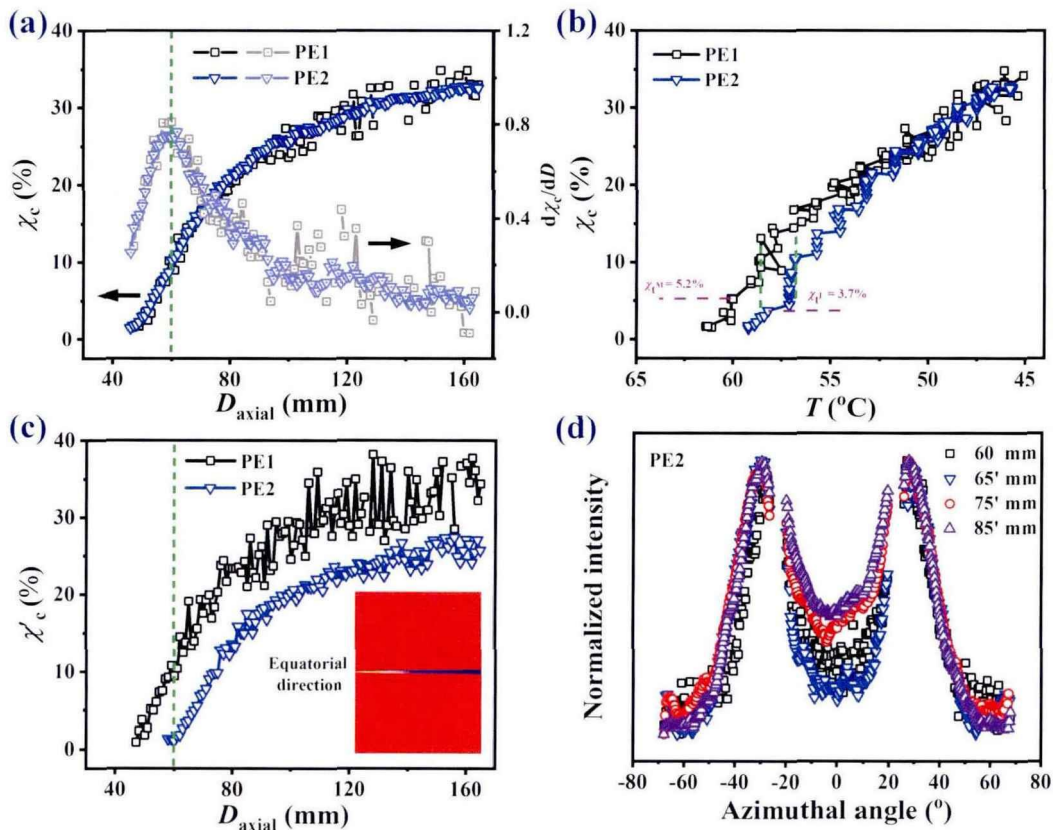 (a)
PE1
PE2
χc (%)
40
30
20
10
0
1.2
0.8
0.4
0.0
dχc/dD
40
80
120
160
Daxial (mm)
(b)
PE1
PE2
χc (%)
40
30
20
10
0
χf^M = 5.2%
65
60
55
50
45
T (°C)
(c)
PE1
PE2
χ'c (%)
40
30
20
10
0
Equatorial
direction
40
80
120
160
Daxial (mm)
(d)
PE2
60 mm
65' mm
75' mm
85' mm
Normalized intensity
-80
-60
-40
-20
0
20
40
60
80
Azimuthal angle (°)